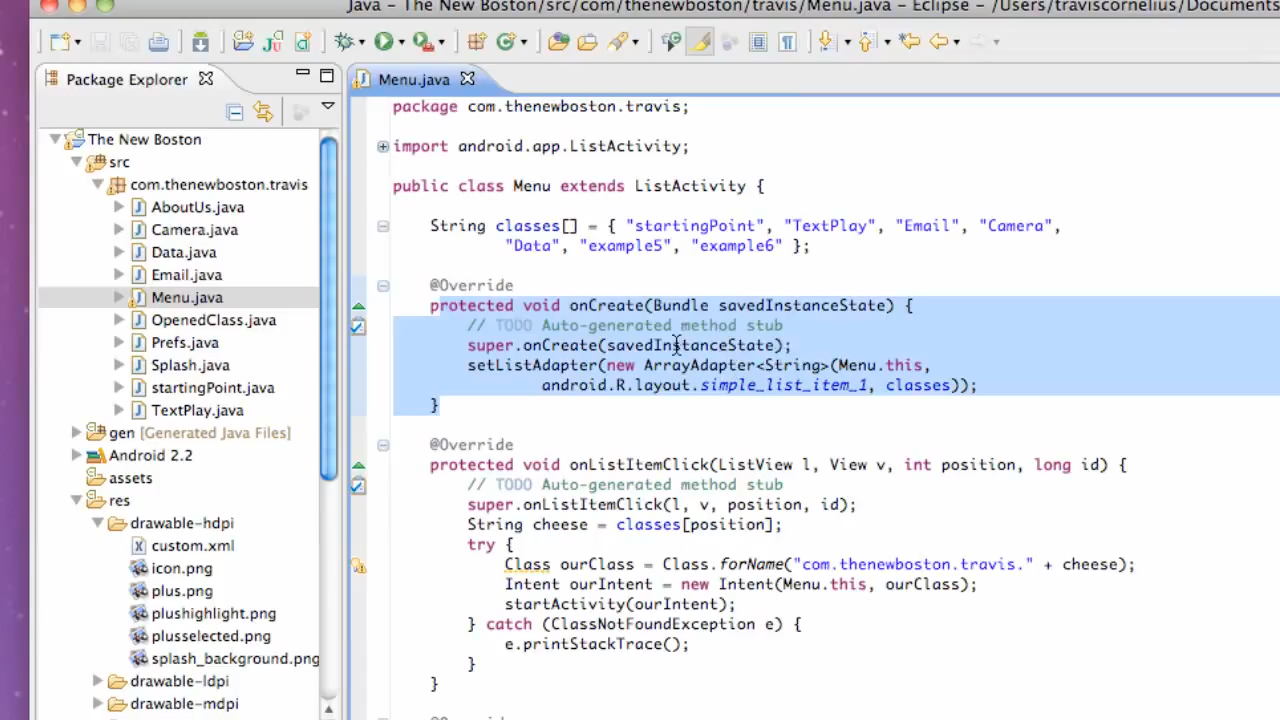 Java – The New Boston/src/com/thenewboston/travis/Menu.java – Eclipse – /Users/traviscornelius/Documents
Package Explorer
Menu.java
The New Boston
src
com.thenewboston.travis
AboutUs.java
Camera.java
Data.java
Email.java
Menu.java
OpenedClass.java
Prefs.java
Splash.java
startingPoint.java
TextPlay.java
gen [Generated Java Files]
Android 2.2
assets
res
drawable-hdpi
custom.xml
icon.png
plus.png
plushighlight.png
plusselected.png
splash_background.png
drawable-ldpi
drawable-mdpi
package com.thenewboston.travis;
import android.app.ListActivity;
public class Menu extends ListActivity {
String classes[] = { "startingPoint", "TextPlay", "Email", "Camera",
"Data", "example5", "example6" };
@Override
protected void onCreate(Bundle savedInstanceState) {
// TODO Auto-generated method stub
super.onCreate(savedInstanceState);
setListAdapter(new ArrayAdapter<String>(Menu.this,
android.R.layout.simple_list_item_1, classes));
}
@Override
protected void onListItemClick(ListView l, View v, int position, long id) {
// TODO Auto-generated method stub
super.onListItemClick(l, v, position, id);
String cheese = classes[position];
try {
Class ourClass = Class.forName("com.thenewboston.travis." + cheese);
Intent ourIntent = new Intent(Menu.this, ourClass);
startActivity(ourIntent);
} catch (ClassNotFoundException e) {
e.printStackTrace();
}
}